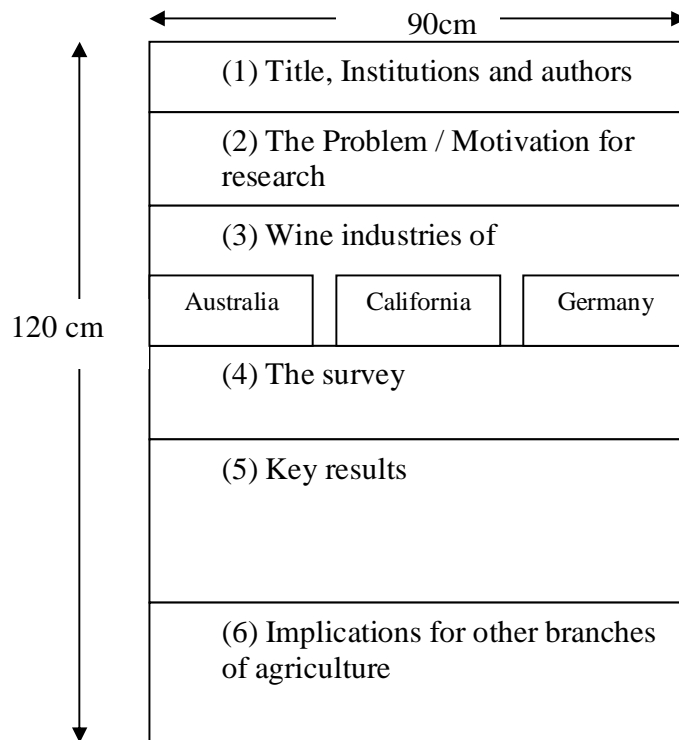 90cm
(1) Title, Institutions and authors
(2) The Problem / Motivation for
research
(3) Wine industries of
Australia
California
Germany
120 cm
(4) The survey
(5) Key results
(6) Implications for other branches
of agriculture